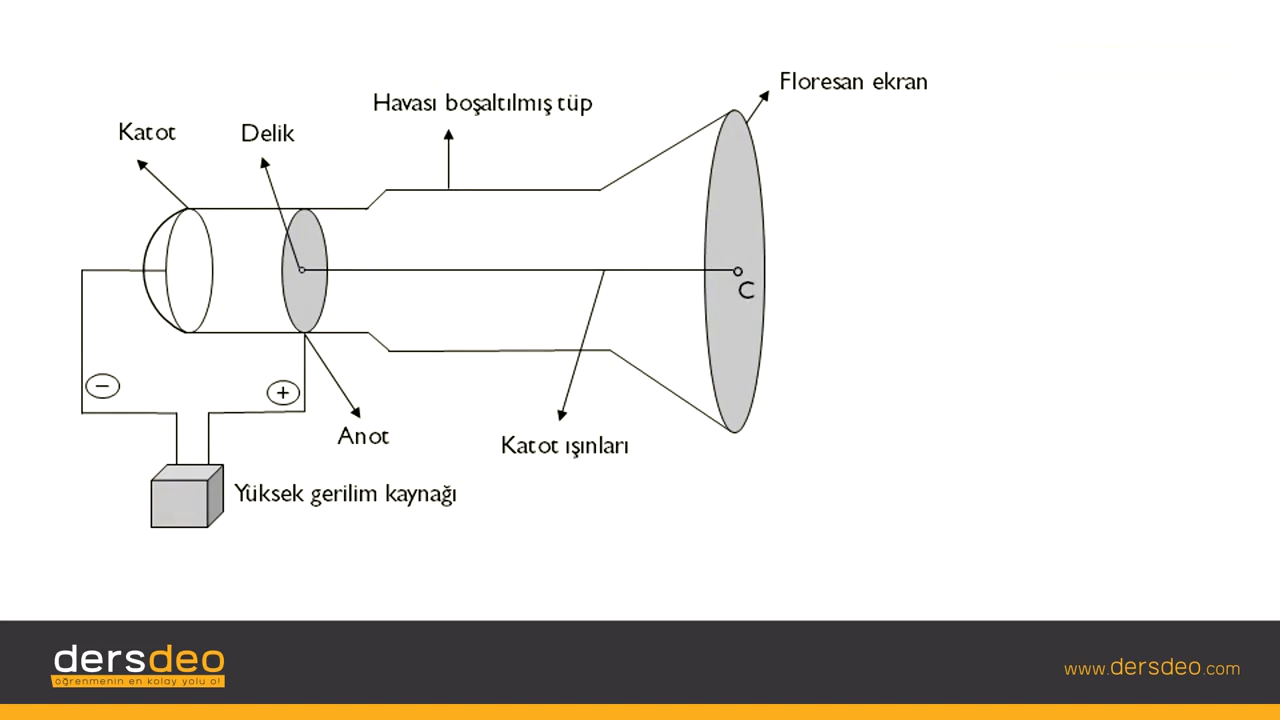 Floresan ekran
Havası boşaltılmış tüp
Katot
Delik
C
−
+
Anot
Katot ışınları
Yüksek gerilim kaynağı
dersdeo
öğrenmenin en kolay yolu o!
www.dersdeo.com